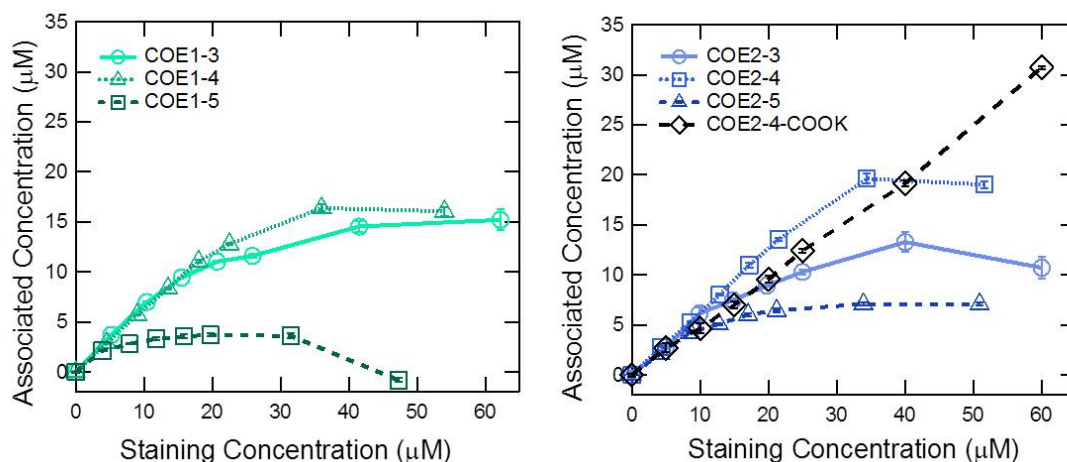 35
30
25
20
15
10
5
0
Associated Concentration (μM)
COE1-3
COE1-4
COE1-5
0 10 20 30 40 50 60
Staining Concentration (μM)
35
30
25
20
15
10
5
0
Associated Concentration (μM)
COE2-3
COE2-4
COE2-5
COE2-4-COOK
0 10 20 30 40 50 60
Staining Concentration (μM)